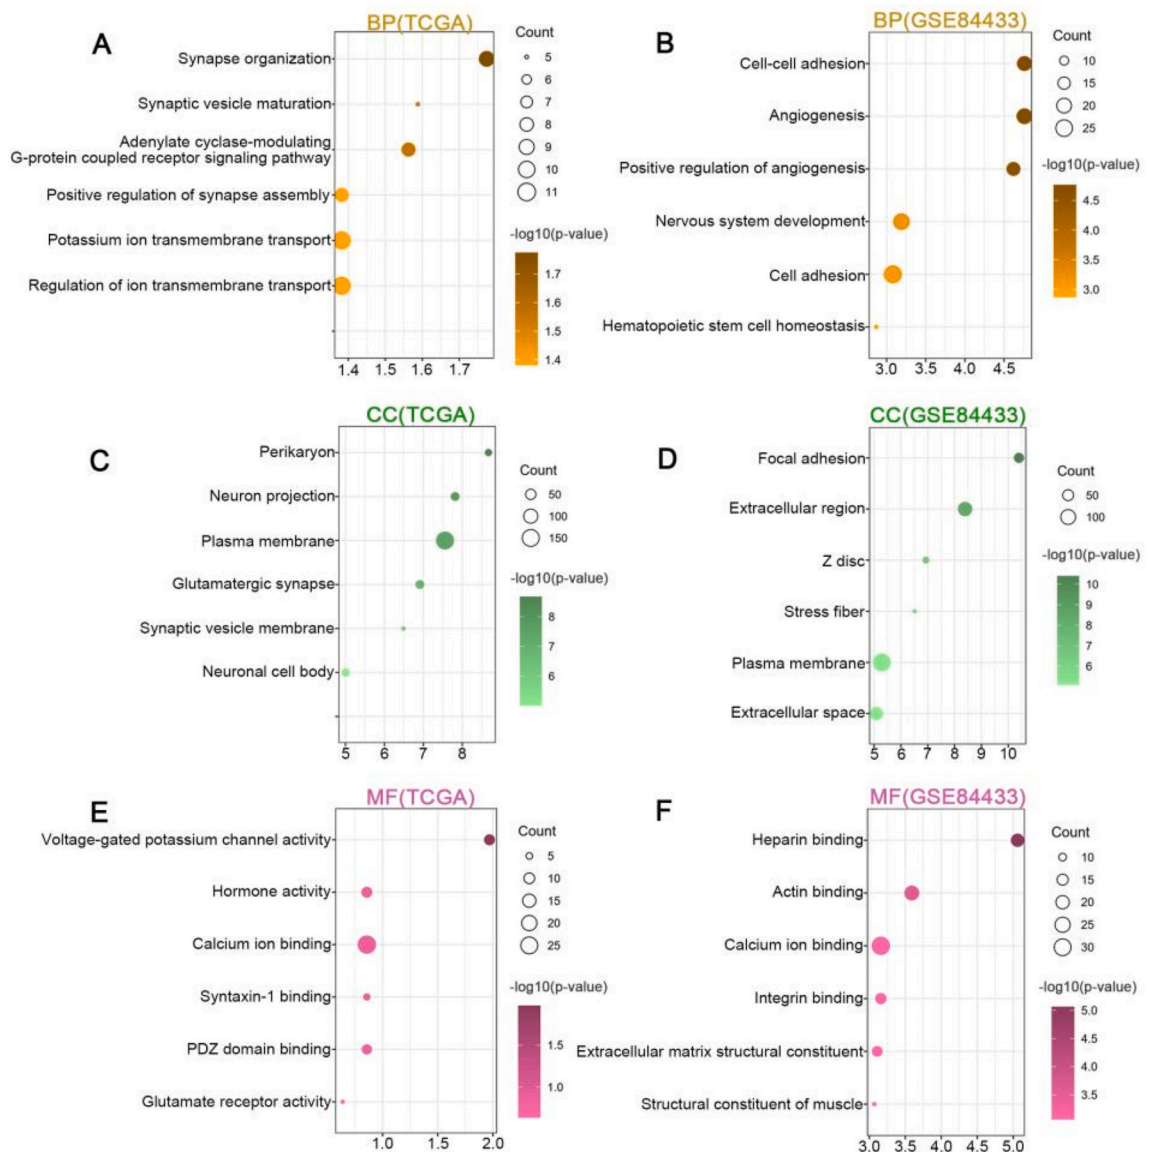 A
BP(TCGA)
Synapse organization
Synaptic vesicle maturation
Adenylate cyclase-modulating
G-protein coupled receptor signaling pathway
Positive regulation of synapse assembly
Potassium ion transmembrane transport
Regulation of ion transmembrane transport
1.4 1.5 1.6 1.7
Count
5
6
7
8
9
10
11
-log10(p-value)
1.7
1.6
1.5
1.4
B
BP(GSE84433)
Cell-cell adhesion
Angiogenesis
Positive regulation of angiogenesis
Nervous system development
Cell adhesion
Hematopoietic stem cell homeostasis
3.0 3.5 4.0 4.5
Count
10
15
20
25
-log10(p-value)
4.5
4.0
3.5
3.0
C
CC(TCGA)
Perikaryon
Neuron projection
Plasma membrane
Glutamatergic synapse
Synaptic vesicle membrane
Neuronal cell body
5 6 7 8
Count
50
100
150
-log10(p-value)
8
7
6
D
CC(GSE84433)
Focal adhesion
Extracellular region
Z disc
Stress fiber
Plasma membrane
Extracellular space
5 6 7 8 9 10
Count
50
100
-log10(p-value)
10
9
8
7
6
E
MF(TCGA)
Voltage-gated potassium channel activity
Hormone activity
Calcium ion binding
Syntaxin-1 binding
PDZ domain binding
Glutamate receptor activity
1.0 1.5 2.0
Count
5
10
15
20
25
-log10(p-value)
1.5
1.0
F
MF(GSE84433)
Heparin binding
Actin binding
Calcium ion binding
Integrin binding
Extracellular matrix structural constituent
Structural constituent of muscle
3.0 3.5 4.0 4.5 5.0
Count
10
15
20
25
30
-log10(p-value)
5.0
4.5
4.0
3.5